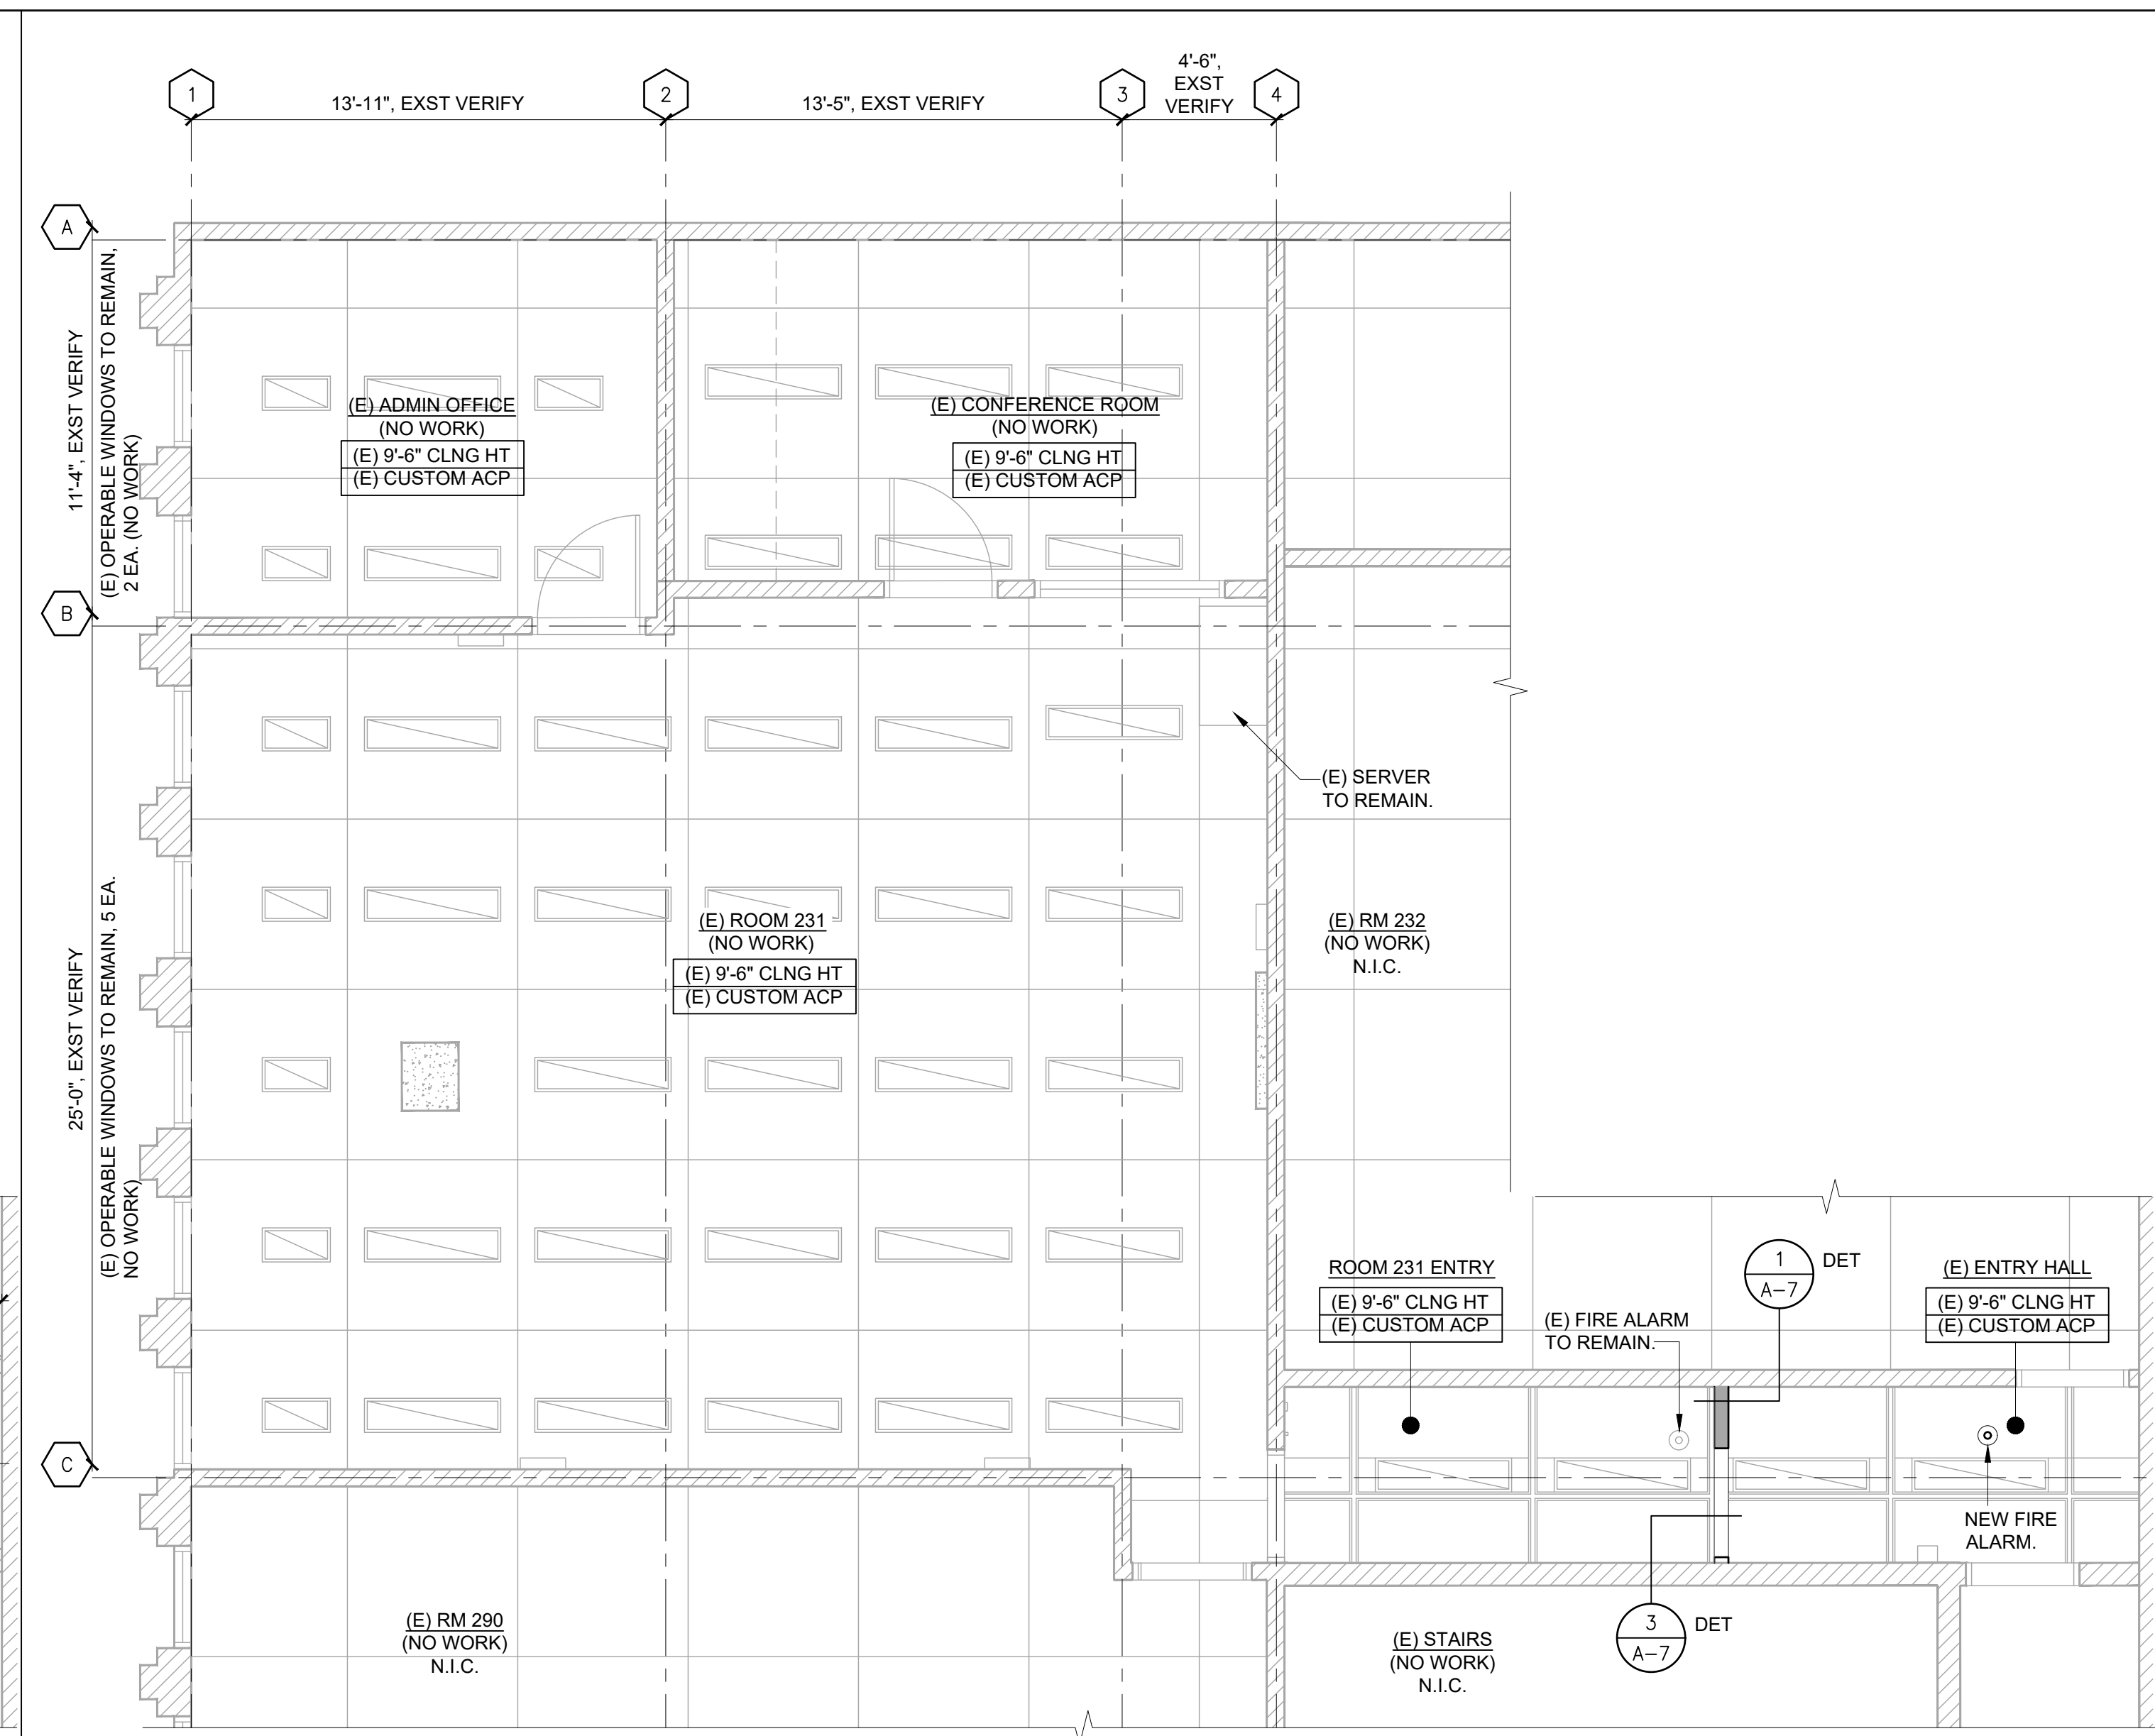 4'-6",
EXST
VERIFY
1
13'-11", EXST VERIFY
2
13'-5", EXST VERIFY
3
4
A
11'-4", EXST VERIFY
(E) OPERABLE WINDOWS TO REMAIN,
2 EA. (NO WORK)
(E) ADMIN OFFICE
(NO WORK)
(E) 9'-6" CLNG HT
(E) CUSTOM ACP
(E) CONFERENCE ROOM
(NO WORK)
(E) 9'-6" CLNG HT
(E) CUSTOM ACP
B
(E) SERVER
TO REMAIN.
25'-0", EXST VERIFY
(E) OPERABLE WINDOWS TO REMAIN, 5 EA.
NO WORK)
(E) ROOM 231
(NO WORK)
(E) 9'-6" CLNG HT
(E) CUSTOM ACP
(E) RM 232
(NO WORK)
N.I.C.
ROOM 231 ENTRY
(E) 9'-6" CLNG HT
(E) CUSTOM ACP
(E) FIRE ALARM
TO REMAIN.
1
A-7
DET
(E) ENTRY HALL
(E) 9'-6" CLNG HT
(E) CUSTOM ACP
C
NEW FIRE
ALARM.
(E) RM 290
(NO WORK)
N.I.C.
(E) STAIRS
(NO WORK)
N.I.C.
3
A-7
DET